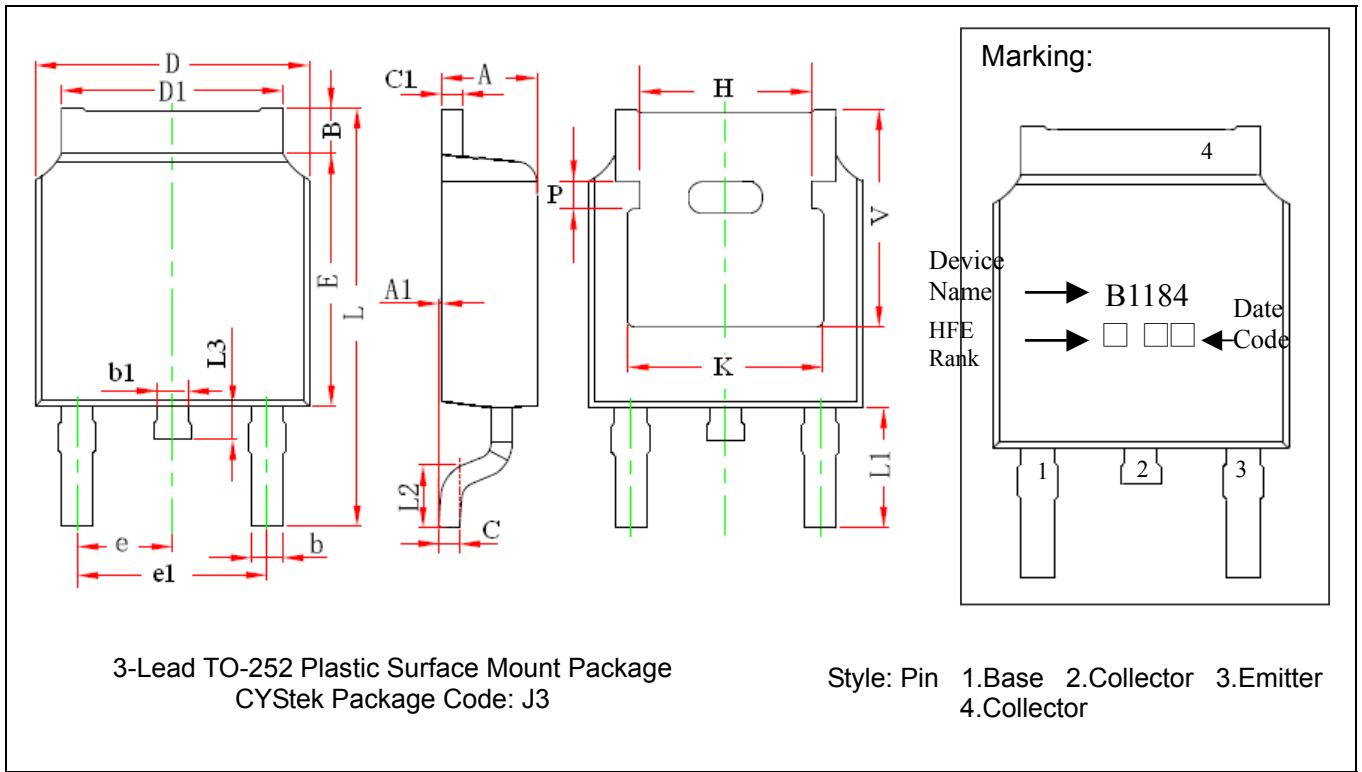 D
D1
B
E
L
L3
b1
e
e1
b
C1
A
A1
L2
C
H
P
V
K
L1
Marking:
4
Device
Name
B1184
HFE
Rank
Date
Code
1
2
3
3-Lead TO-252 Plastic Surface Mount Package
CYStek Package Code: J3
Style: Pin 1.Base 2.Collector 3.Emitter
4.Collector